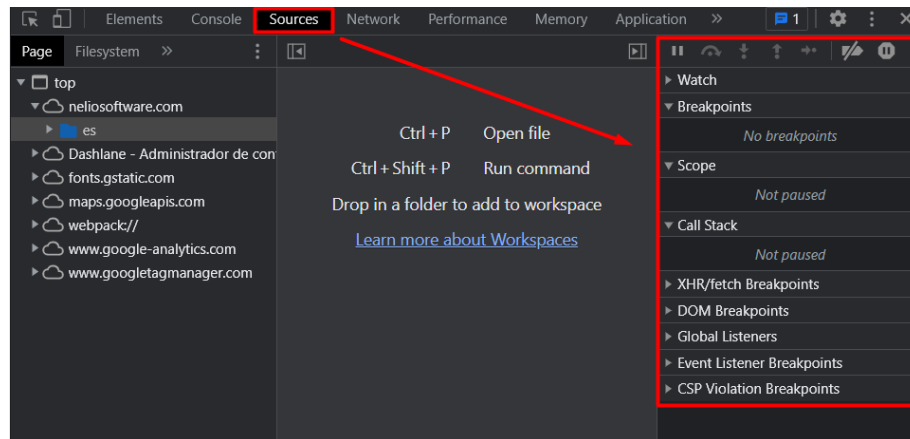 Elements Console Sources Network Performance Memory Application » 1
Page Filesystem »
top
neliosoftware.com
es
Dashlane - Administrador de con
fonts.gstatic.com
maps.googleapis.com
webpack://
www.google-analytics.com
www.googletagmanager.com
Ctrl + P Open file
Ctrl + Shift + P Run command
Drop in a folder to add to workspace
Learn more about Workspaces
Watch
Breakpoints
No breakpoints
Scope
Not paused
Call Stack
Not paused
XHR/fetch Breakpoints
DOM Breakpoints
Global Listeners
Event Listener Breakpoints
CSP Violation Breakpoints